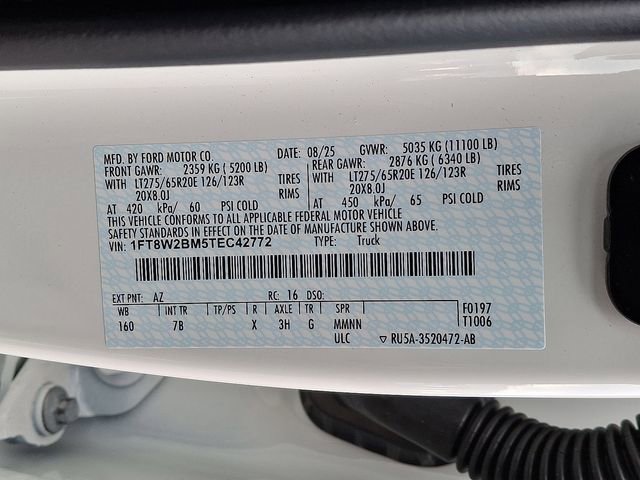 MFD. BY FORD MOTOR CO. DATE: 08/25 GVWR: 5035 KG (11100 LB)
FRONT GAWR: 2359 KG ( 5200 LB) REAR GAWR: 2876 KG ( 6340 LB)
WITH LT275/65R20E 126/123R TIRES WITH LT275/65R20E 126/123R TIRES
20X8.0J RIMS 20X8.0J RIMS
AT 420 kPa/ 60 PSI COLD AT 450 kPa/ 65 PSI COLD
THIS VEHICLE CONFORMS TO ALL APPLICABLE FEDERAL MOTOR VEHICLE
SAFETY STANDARDS IN EFFECT ON THE DATE OF MANUFACTURE SHOWN ABOVE.
VIN: 1FT8W2BM5TEC42772 TYPE: Truck
EXT PNT: AZ RC: 16 DSO:
WB INT TR TP/PS R AXLE TR SPR F0197
160 7B X 3H G MMNN T1006
ULC ▽ RU5A-3520472-AB